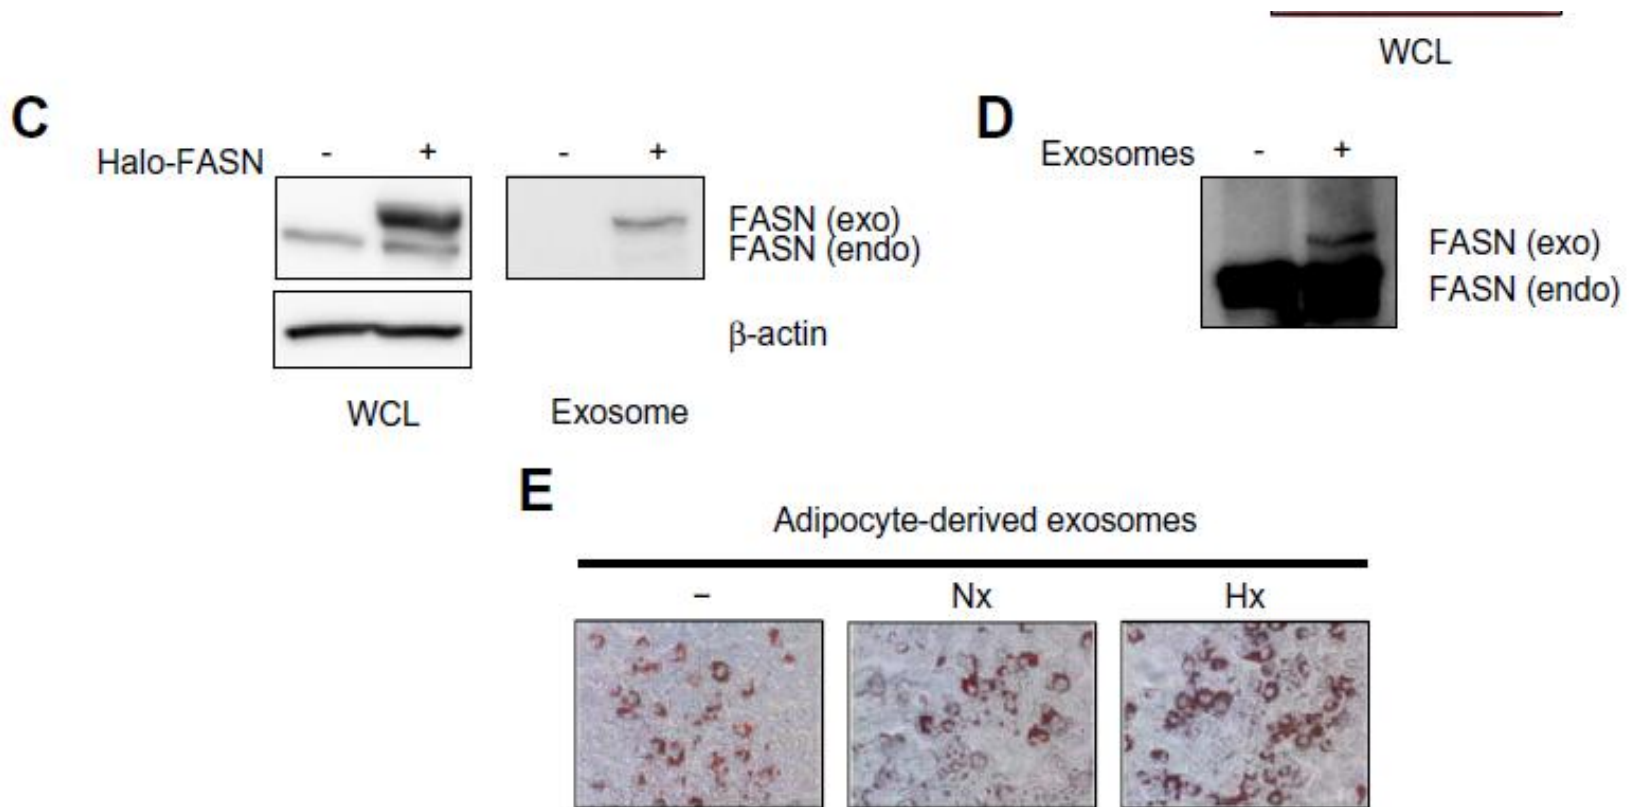 WCL
C
D
Halo-FASN - + - +
Exosomes - +
FASN (exo)
FASN (endo)
FASN (exo)
FASN (endo)
β-actin
WCL Exosome
E
Adipocyte-derived exosomes
− Nx Hx